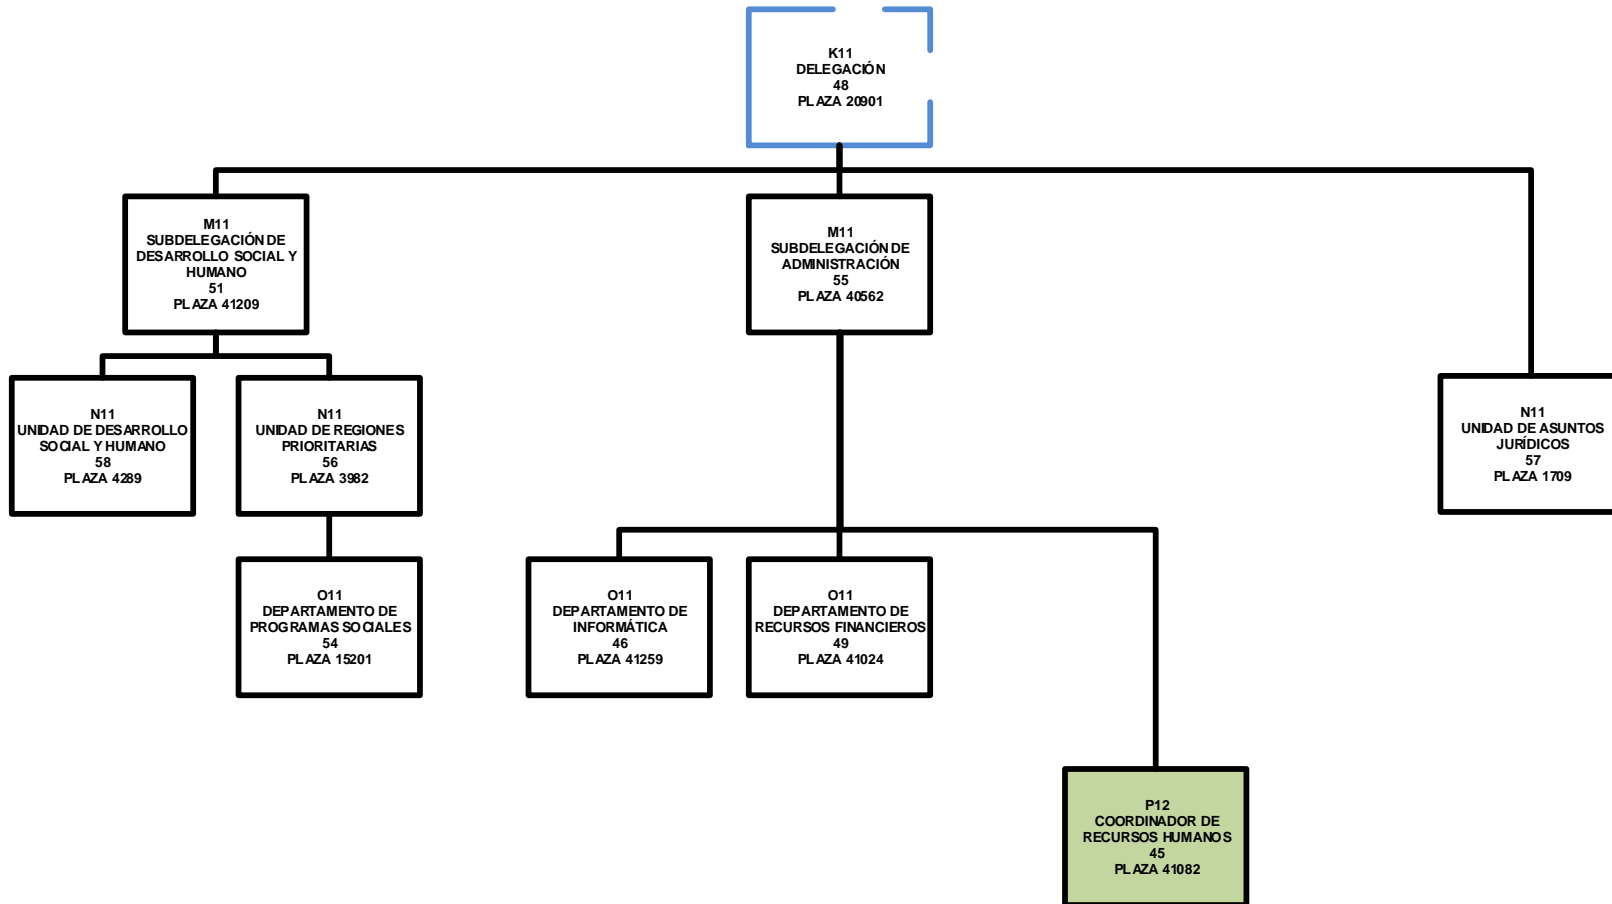 K11
DELEGACIÓN
48
PLAZA 20901
M11
SUBDELEGACIÓN DE
DESARROLLO SOCIAL Y
HUMANO
51
PLAZA 41209
M11
SUBDELEGACIÓN DE
ADMINISTRACIÓN
55
PLAZA 40562
N11
UNIDAD DE DESARROLLO
SOCIAL Y HUMANO
58
PLAZA 4289
N11
UNIDAD DE REGIONES
PRIORITARIAS
56
PLAZA 3982
N11
UNIDAD DE ASUNTOS
JURÍDICOS
57
PLAZA 1709
O11
DEPARTAMENTO DE
PROGRAMAS SOCIALES
54
PLAZA 15201
O11
DEPARTAMENTO DE
INFORMÁTICA
46
PLAZA 41259
O11
DEPARTAMENTO DE
RECURSOS FINANCIEROS
49
PLAZA 41024
P12
COORDINADOR DE
RECURSOS HUMANOS
45
PLAZA 41082